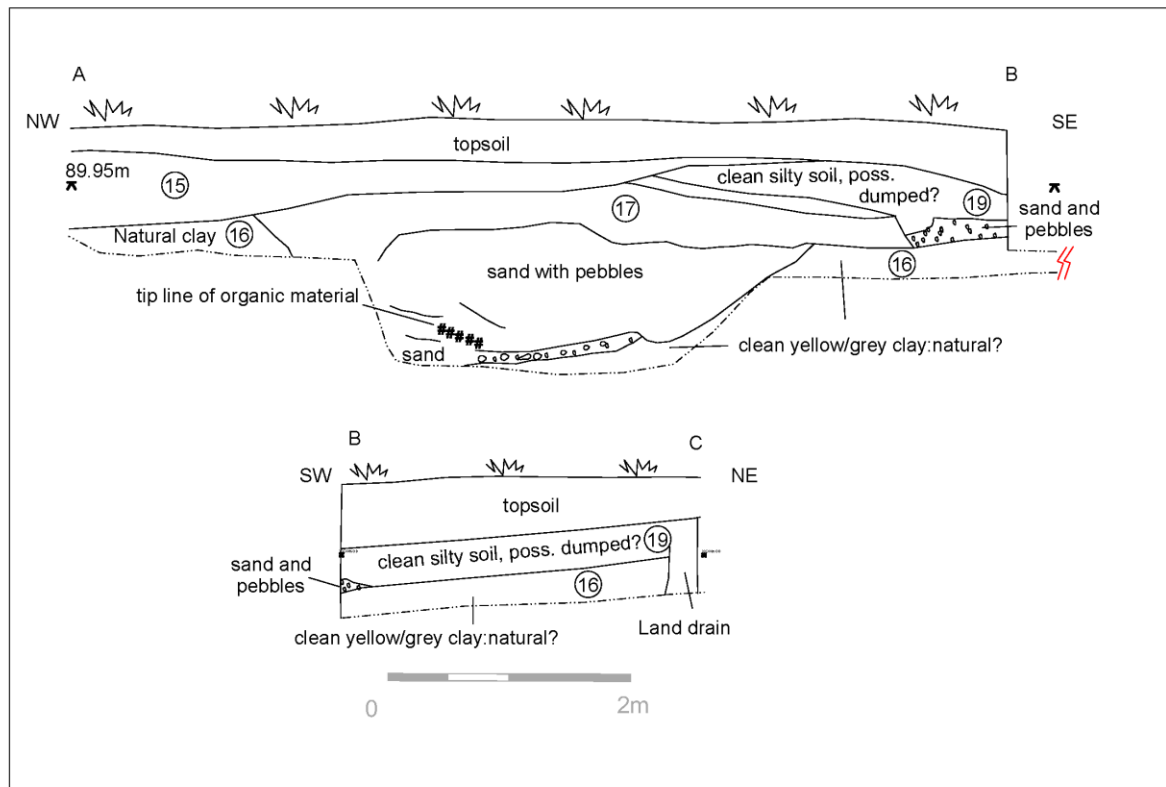 A
B
NW
SE
topsoil
89.95m
15
clean silty soil, poss.
dumped?
19
17
sand and
pebbles
Natural clay
16
16
sand with pebbles
tip line of organic material
sand
clean yellow/grey clay:natural?
B
C
SW
NE
topsoil
clean silty soil, poss. dumped?
19
sand and
pebbles
16
clean yellow/grey clay:natural?
Land drain
0
2m